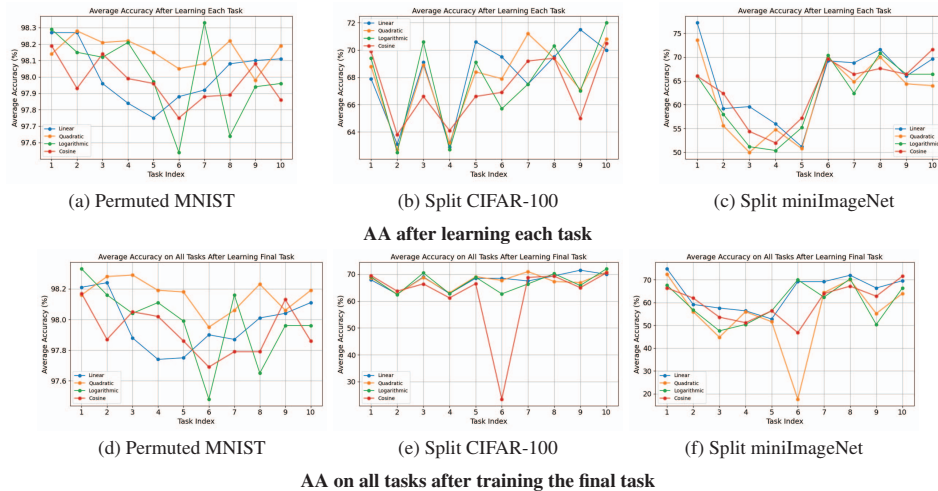 Average Accuracy After Learning Each Task
Average Accuracy After Learning Each Task
Average Accuracy After Learning Each Task
Average Accuracy (%)
98.3
98.2
98.1
98.0
97.9
97.8
97.7
97.6
Linear
Quadratic
Logarithmic
Cosine
1 2 3 4 5 6 7 8 9 10
Task Index
Average Accuracy (%)
72
70
68
66
64
Linear
Quadratic
Logarithmic
Cosine
1 2 3 4 5 6 7 8 9 10
Task Index
Average Accuracy (%)
75
70
65
60
55
50
Linear
Quadratic
Logarithmic
Cosine
1 2 3 4 5 6 7 8 9 10
Task Index
(a) Permuted MNIST
(b) Split CIFAR-100
(c) Split miniImageNet
AA after learning each task
Average Accuracy on All Tasks After Learning Final Task
Average Accuracy on All Tasks After Learning Final Task
Average Accuracy on All Tasks After Learning Final Task
Average Accuracy (%)
98.2
98.0
97.8
97.6
Linear
Quadratic
Logarithmic
Cosine
1 2 3 4 5 6 7 8 9 10
Task Index
Average Accuracy (%)
70
60
50
40
30
Linear
Quadratic
Logarithmic
Cosine
1 2 3 4 5 6 7 8 9 10
Task Index
Average Accuracy (%)
70
60
50
40
30
20
Linear
Quadratic
Logarithmic
Cosine
1 2 3 4 5 6 7 8 9 10
Task Index
(d) Permuted MNIST
(e) Split CIFAR-100
(f) Split miniImageNet
AA on all tasks after training the final task